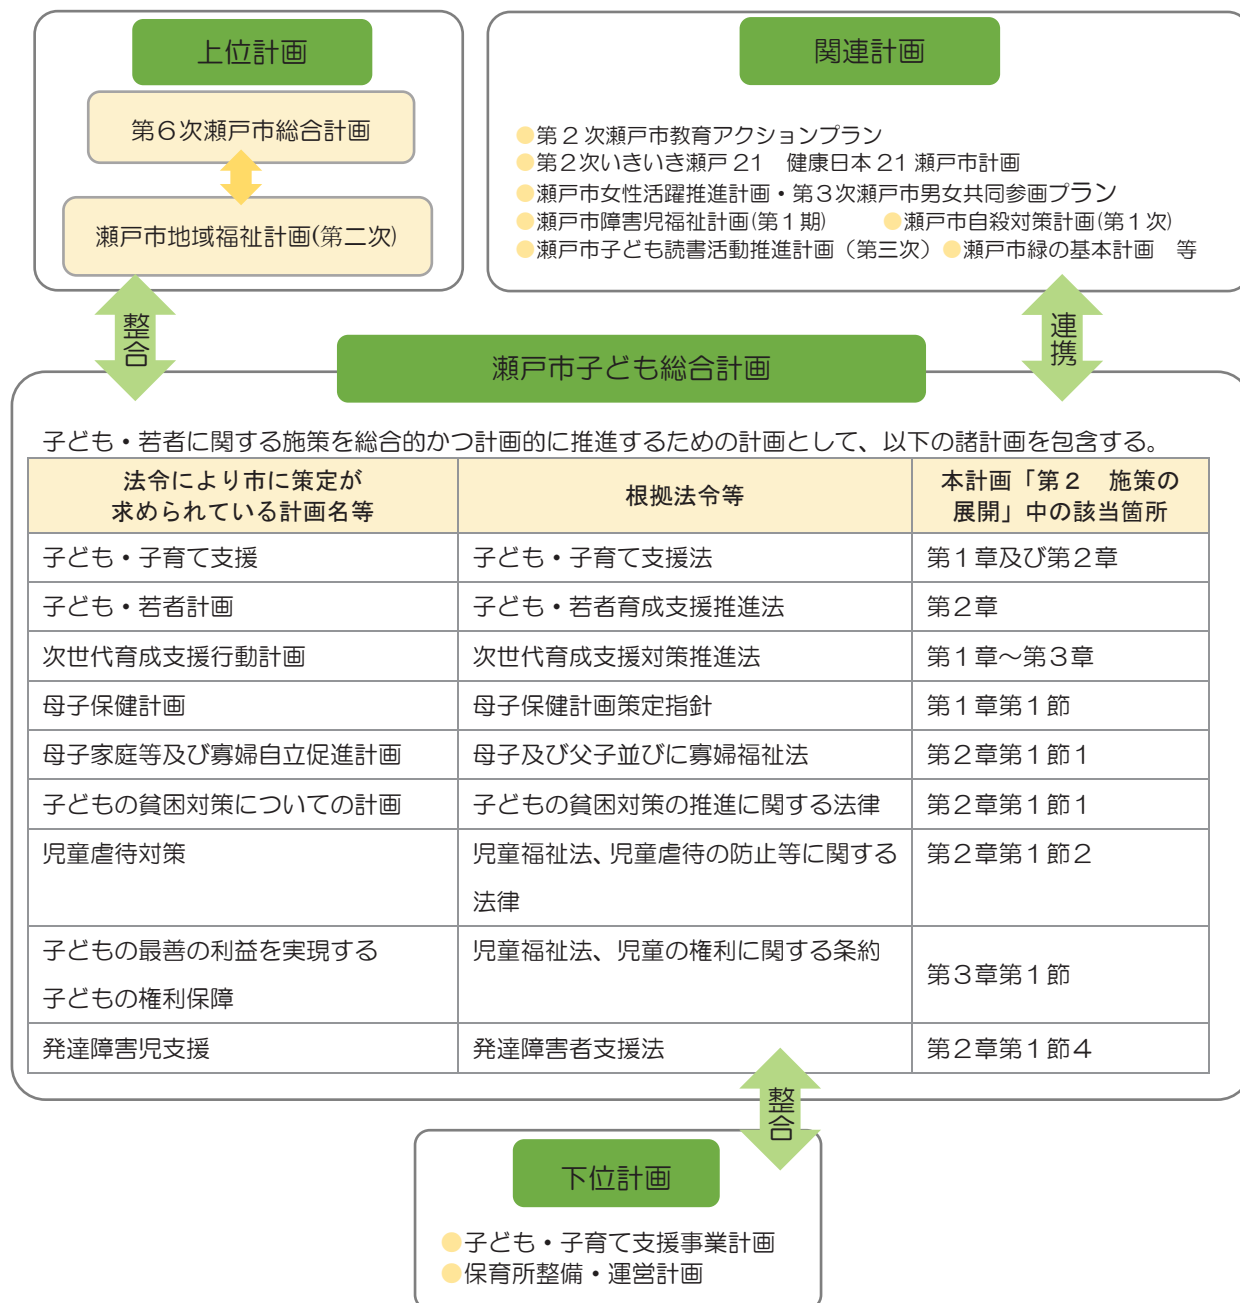 上位計画
第6次瀬戸市総合計画
瀬戸市地域福祉計画(第二次)
関連計画
●第2次瀬戸市教育アクションプラン
●第2次いきいき瀬戸21　健康日本21瀬戸市計画
●瀬戸市女性活躍推進計画・第3次瀬戸市男女共同参画プラン
●瀬戸市障害児福祉計画(第1期)　●瀬戸市自殺対策計画(第1次)
●瀬戸市子ども読書活動推進計画（第三次）●瀬戸市緑の基本計画　等
整合
連携
瀬戸市子ども総合計画
子ども・若者に関する施策を総合的かつ計画的に推進するための計画として、以下の諸計画を包含する。
法令により市に策定が
求められている計画名等
根拠法令等
本計画「第2　施策の
展開」中の該当箇所
子ども・子育て支援　子ども・子育て支援法　第1章及び第2章
子ども・若者計画　子ども・若者育成支援推進法　第2章
次世代育成支援行動計画　次世代育成支援対策推進法　第1章～第3章
母子保健計画　母子保健計画策定指針　第1章第1節
母子家庭等及び寡婦自立促進計画　母子及び父子並びに寡婦福祉法　第2章第1節1
子どもの貧困対策についての計画　子どもの貧困対策の推進に関する法律　第2章第1節1
児童虐待対策　児童福祉法、児童虐待の防止等に関する　第2章第1節2
法律
子どもの最善の利益を実現する　児童福祉法、児童の権利に関する条約
第3章第1節
子どもの権利保障
発達障害児支援　発達障害者支援法　第2章第1節4
整合
下位計画
●子ども・子育て支援事業計画
●保育所整備・運営計画